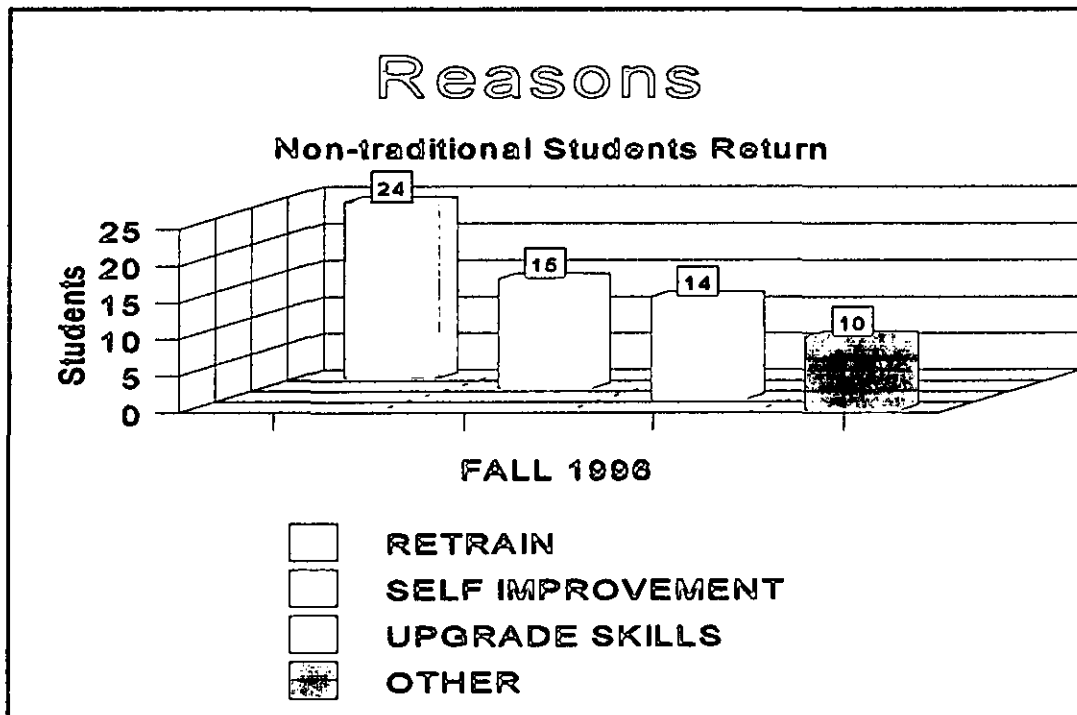 Reasons
Non-traditional Students Return
24
15
14
10
25
20
15
10
5
0
Students
FALL 1996
RETRAIN
SELF IMPROVEMENT
UPGRADE SKILLS
OTHER